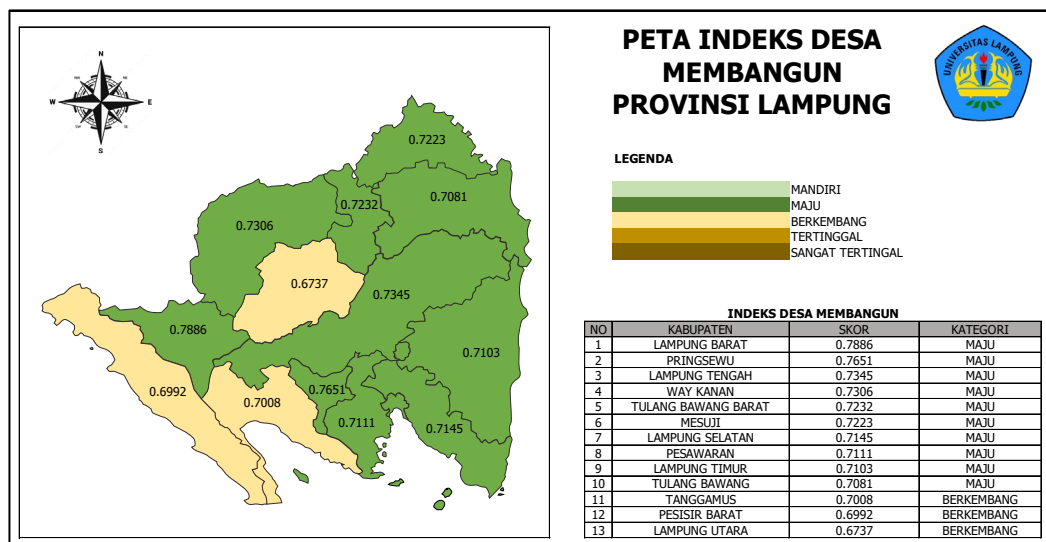 PETA INDEKS DESA
MEMBANGUN
PROVINSI LAMPUNG
UNIVERSITAS LAMPUNG
N
W
E
S
0.7223
0.7232
0.7081
0.7306
0.6737
0.7345
0.7886
0.7103
0.6992
0.7008
0.7651
0.7111
0.7145
LEGENDA
MANDIRI
MAJU
BERKEMBANG
TERTINGGAL
SANGAT TERTINGAL
INDEKS DESA MEMBANGUN
NO KABUPATEN SKOR KATEGORI
1 LAMPUNG BARAT 0.7886 MAJU
2 PRINGSEWU 0.7651 MAJU
3 LAMPUNG TENGAH 0.7345 MAJU
4 WAY KANAN 0.7306 MAJU
5 TULANG BAWANG BARAT 0.7232 MAJU
6 MESUJI 0.7223 MAJU
7 LAMPUNG SELATAN 0.7145 MAJU
8 PESAWARAN 0.7111 MAJU
9 LAMPUNG TIMUR 0.7103 MAJU
10 TULANG BAWANG 0.7081 MAJU
11 TANGGAMUS 0.7008 BERKEMBANG
12 PESISIR BARAT 0.6992 BERKEMBANG
13 LAMPUNG UTARA 0.6737 BERKEMBANG